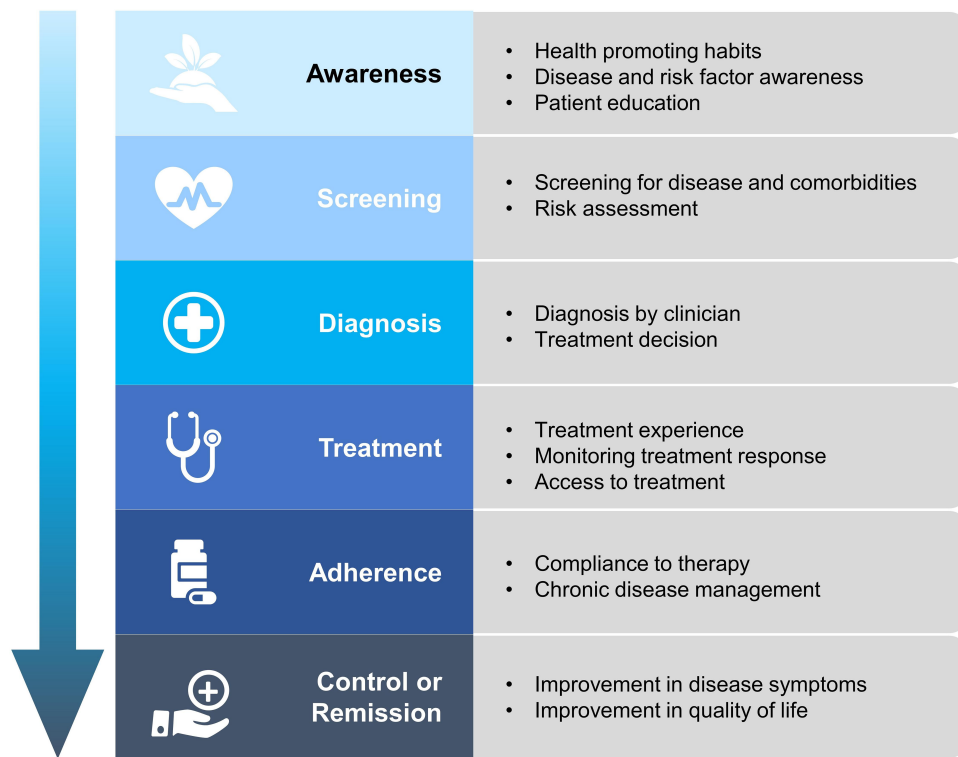 Awareness
• Health promoting habits
• Disease and risk factor awareness
• Patient education
Screening
• Screening for disease and comorbidities
• Risk assessment
Diagnosis
• Diagnosis by clinician
• Treatment decision
Treatment
• Treatment experience
• Monitoring treatment response
• Access to treatment
Adherence
• Compliance to therapy
• Chronic disease management
Control or
Remission
• Improvement in disease symptoms
• Improvement in quality of life